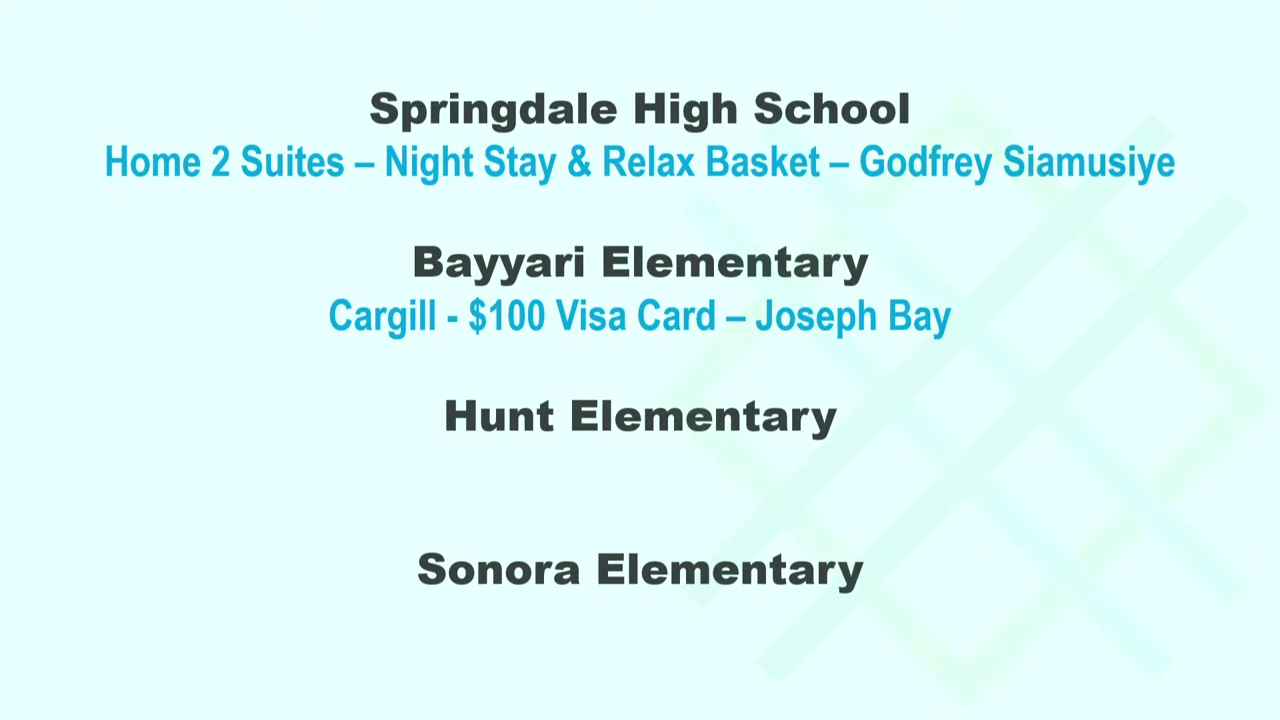 Springdale High School
Home 2 Suites – Night Stay & Relax Basket – Godfrey Siamusiye
Bayyari Elementary
Cargill - $100 Visa Card – Joseph Bay
Hunt Elementary
Sonora Elementary